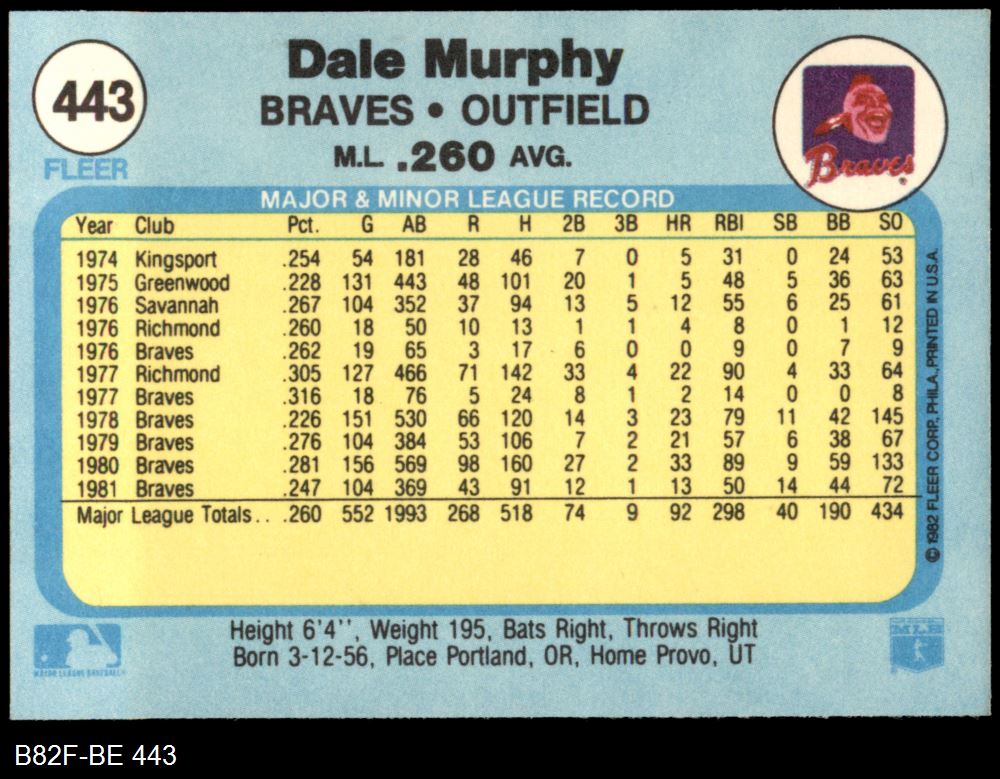 443
FLEER
Dale Murphy
BRAVES • OUTFIELD
M.L. .260 AVG.
Braves
MAJOR & MINOR LEAGUE RECORD
Year Club Pct. G AB R H 2B 3B HR RBI SB BB SO
1974 Kingsport .254 54 181 28 46 7 0 5 31 0 24 53
1975 Greenwood .228 131 443 48 101 20 1 5 48 5 36 63
1976 Savannah .267 104 352 37 94 13 5 12 55 6 25 61
1976 Richmond .260 18 50 10 13 1 1 4 8 0 1 12
1976 Braves .262 19 65 3 17 6 0 0 9 0 7 9
1977 Richmond .305 127 466 71 142 33 4 22 90 4 33 64
1977 Braves .316 18 76 5 24 8 1 2 14 0 0 8
1978 Braves .226 151 530 66 120 14 3 23 79 11 42 145
1979 Braves .276 104 384 53 106 7 2 21 57 6 38 67
1980 Braves .281 156 569 98 160 27 2 33 89 9 59 133
1981 Braves .247 104 369 43 91 12 1 13 50 14 44 72
Major League Totals. . .260 552 1993 268 518 74 9 92 298 40 190 434
© 1982 FLEER CORP., PHILA., PRINTED IN U.S.A.
Height 6'4'', Weight 195, Bats Right, Throws Right
Born 3-12-56, Place Portland, OR, Home Provo, UT
MAJOR LEAGUE BASEBALL
MLB
B82F-BE 443